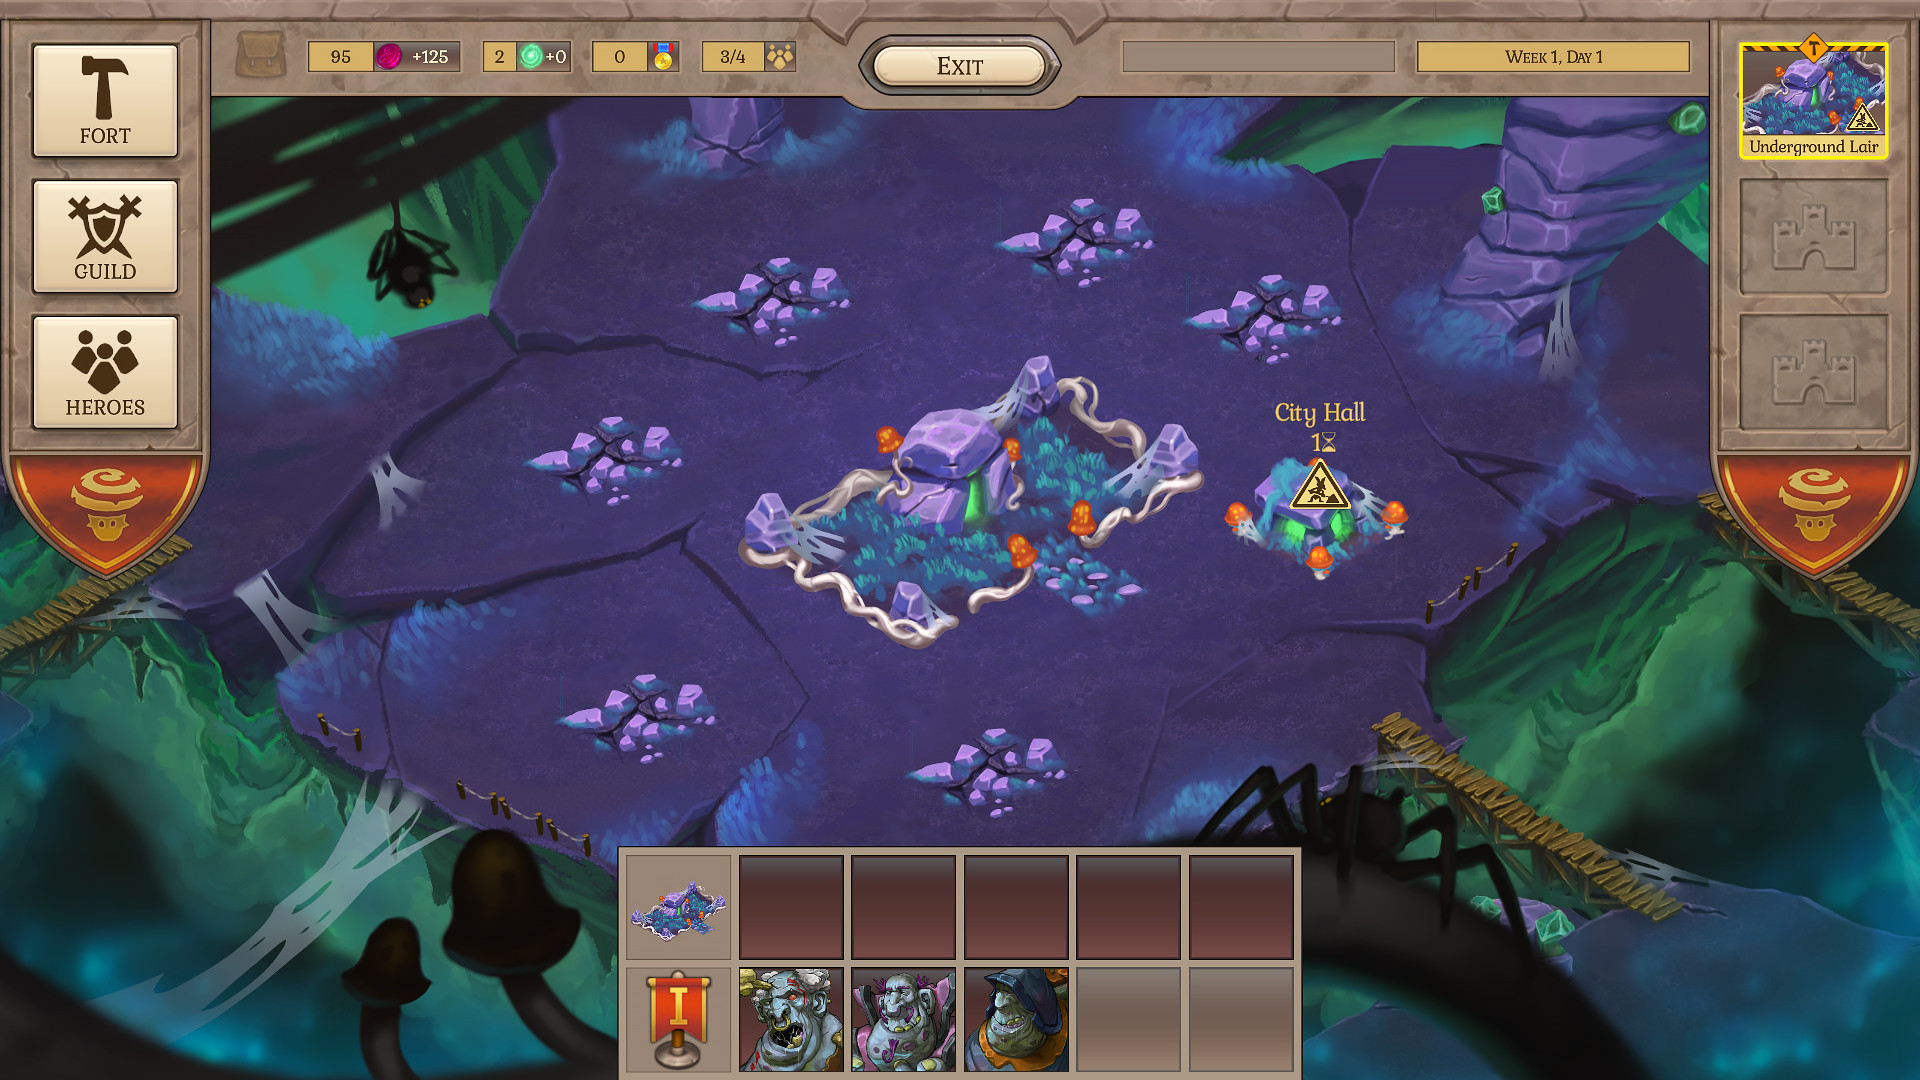 95
+125
2
+0
0
3/4
EXIT
WEEK 1, DAY 1
FORT
GUILD
HEROES
Underground Lair
City Hall
1
I